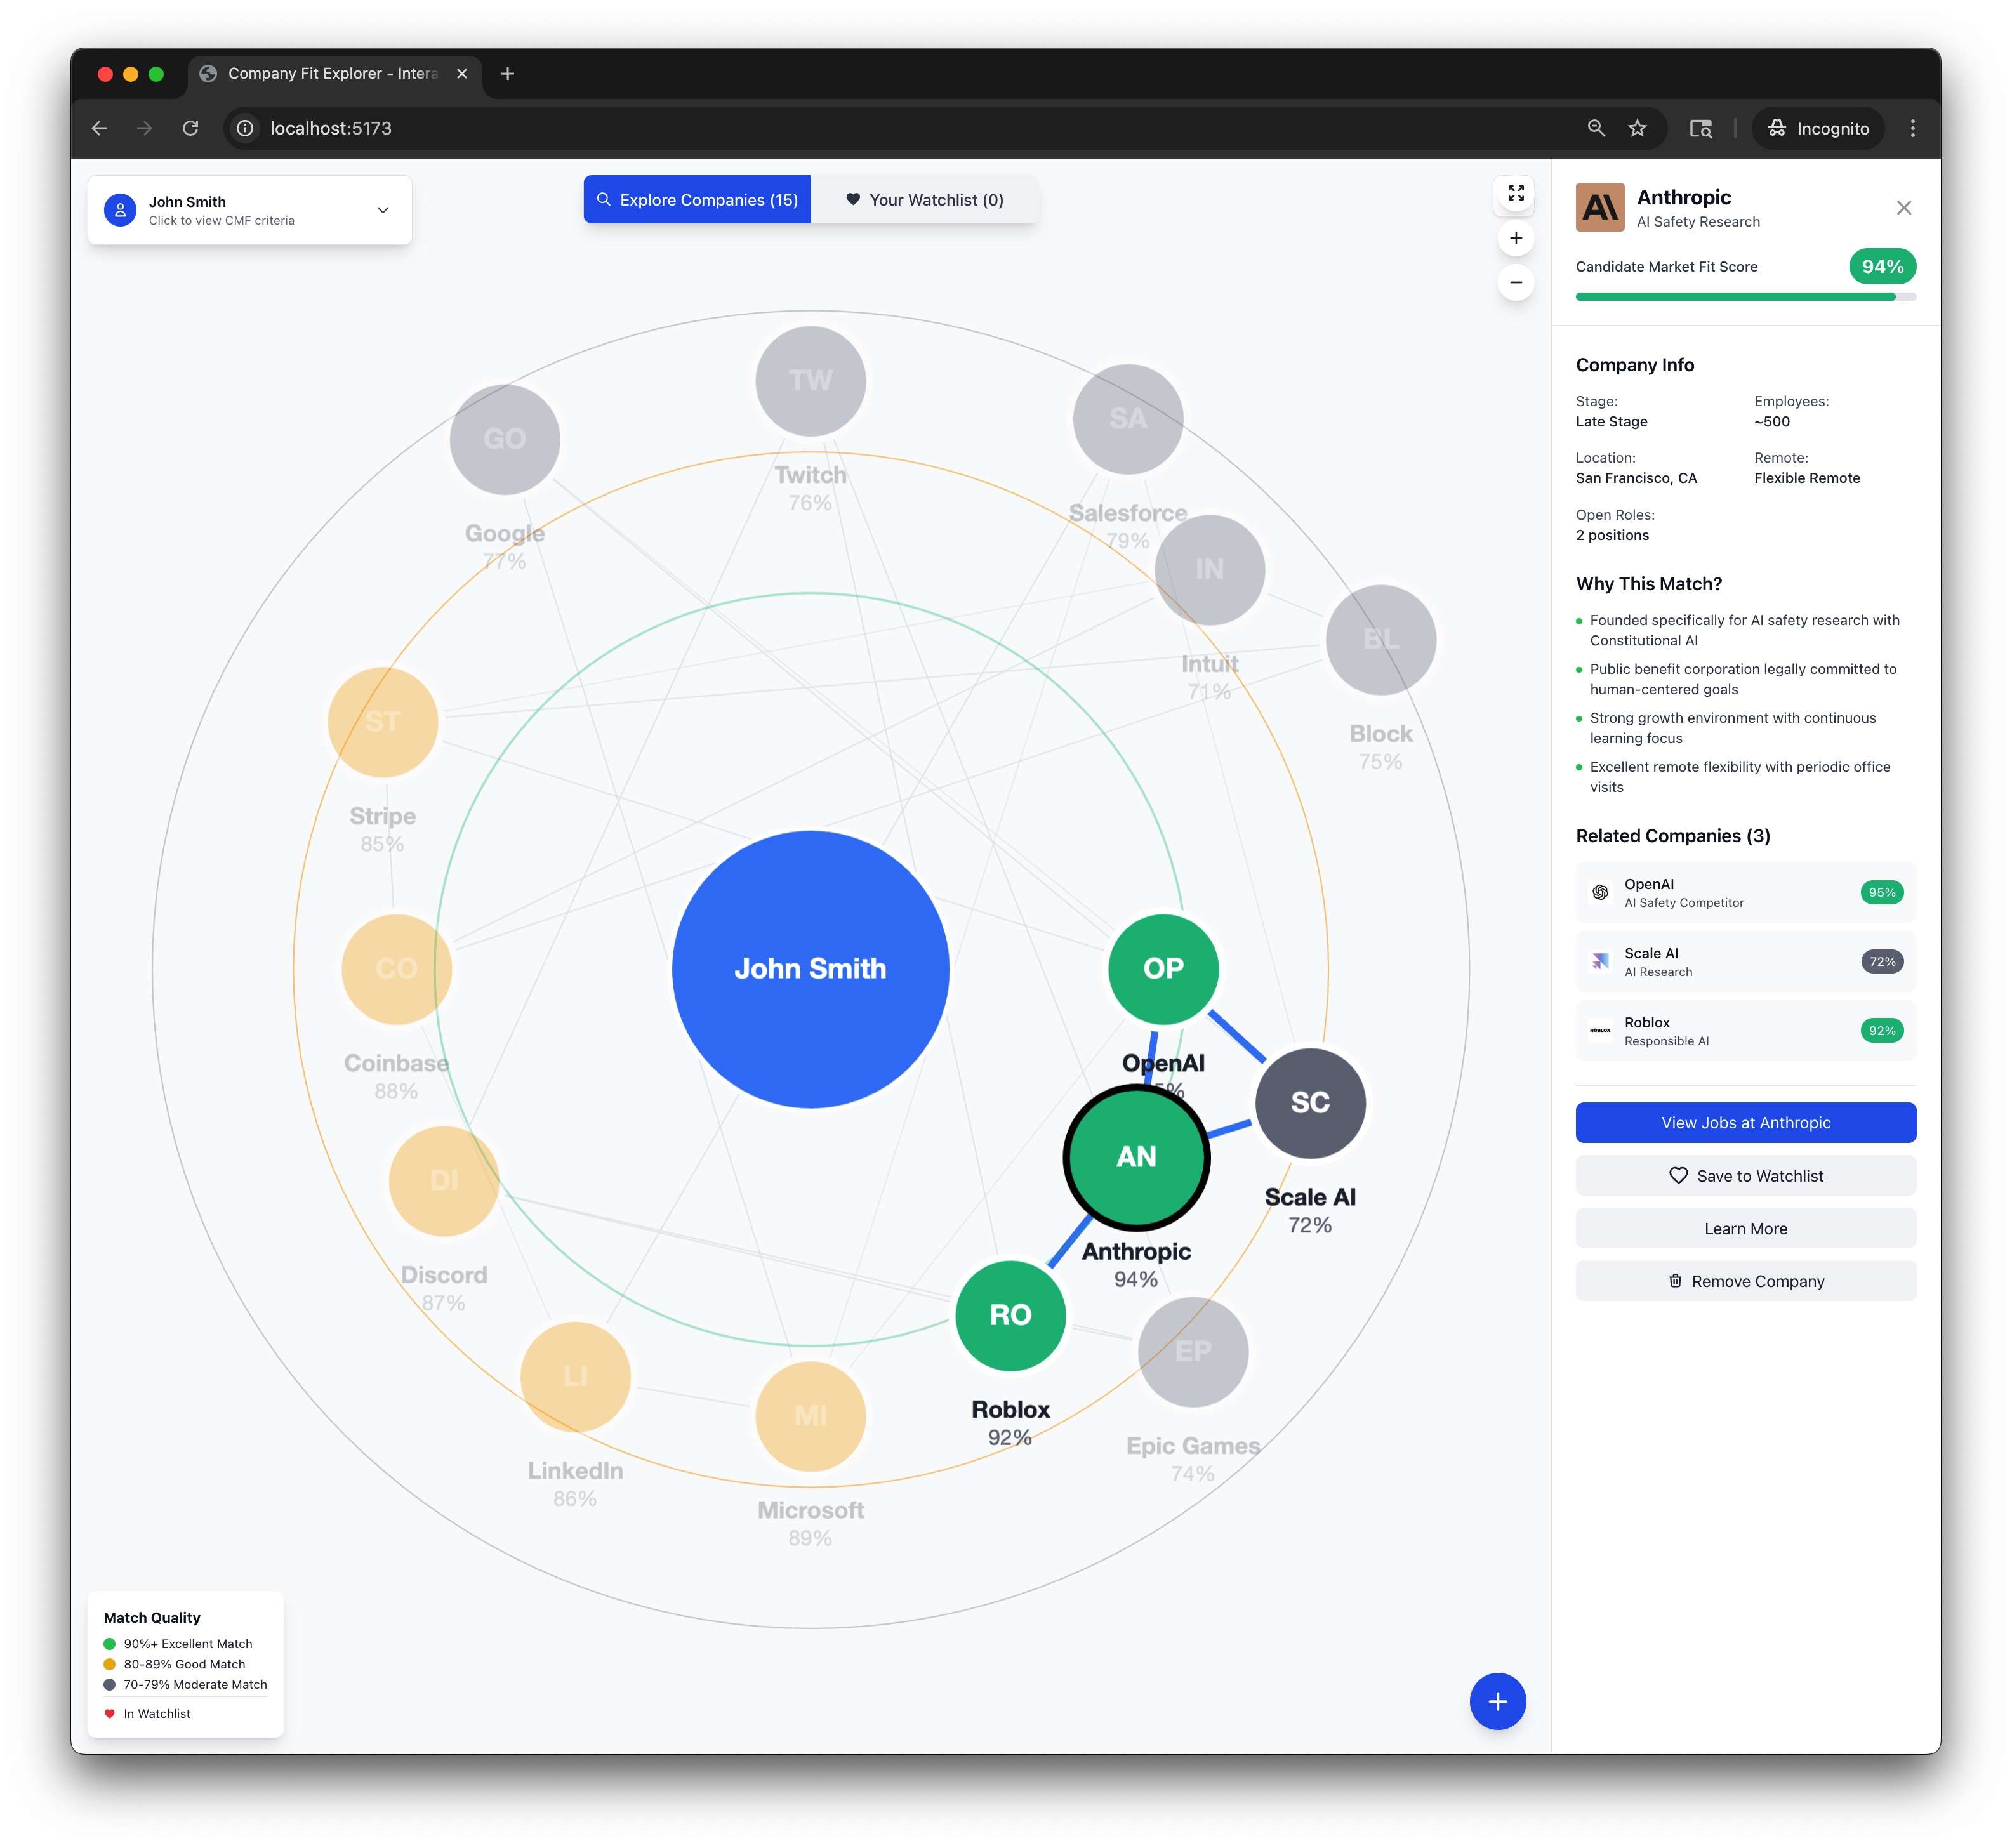 Company Fit Explorer - Intera
localhost:5173
Incognito
John Smith
Click to view CMF criteria
Explore Companies (15)
Your Watchlist (0)
TW
Twitch
76%
GO
Google
77%
SA
Salesforce
79%
IN
Intuit
71%
BL
Block
75%
ST
Stripe
85%
CO
Coinbase
88%
John Smith
OP
OpenAI
5%
SC
Scale AI
72%
AN
Anthropic
94%
DI
Discord
87%
RO
Roblox
92%
EP
Epic Games
74%
LI
LinkedIn
86%
MI
Microsoft
89%
Match Quality
90%+ Excellent Match
80-89% Good Match
70-79% Moderate Match
In Watchlist
Anthropic
AI Safety Research
Candidate Market Fit Score
94%
Company Info
Stage:
Late Stage
Employees:
~500
Location:
San Francisco, CA
Remote:
Flexible Remote
Open Roles:
2 positions
Why This Match?
Founded specifically for AI safety research with
Constitutional AI
Public benefit corporation legally committed to
human-centered goals
Strong growth environment with continuous
learning focus
Excellent remote flexibility with periodic office
visits
Related Companies (3)
OpenAI
AI Safety Competitor
95%
Scale AI
AI Research
72%
ROBLOX
Roblox
Responsible AI
92%
View Jobs at Anthropic
Save to Watchlist
Learn More
Remove Company